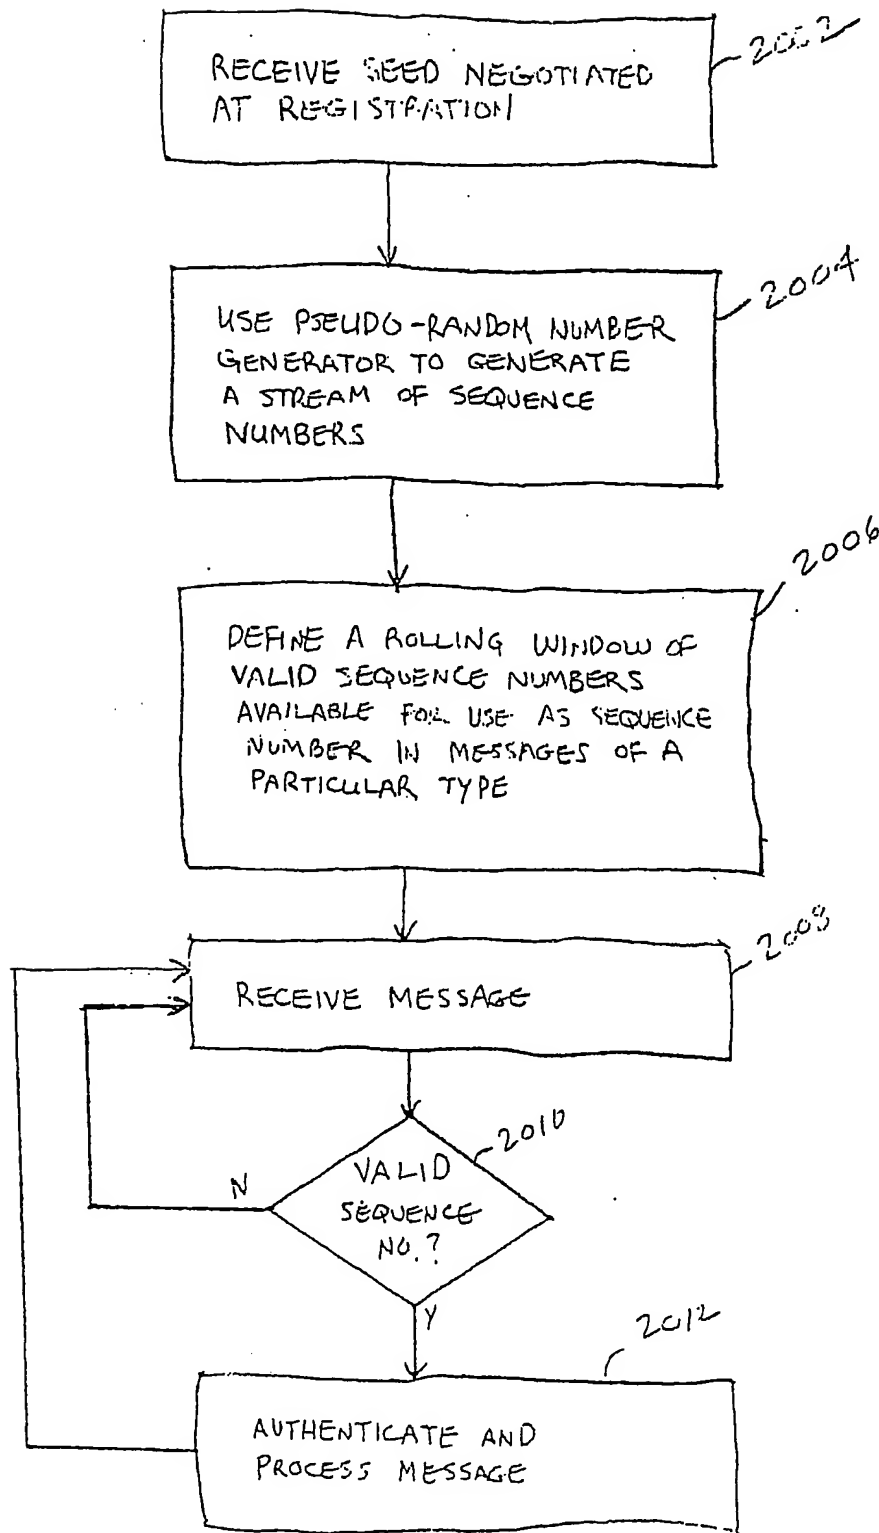 RECEIVE SEED NEGOTIATED
AT REGISTRATION
2002
USE PSEUDO-RANDOM NUMBER
GENERATOR TO GENERATE
A STREAM OF SEQUENCE
NUMBERS
2004
DEFINE A ROLLING WINDOW OF
VALID SEQUENCE NUMBERS
AVAILABLE FOR USE AS SEQUENCE
NUMBER IN MESSAGES OF A
PARTICULAR TYPE
2006
RECEIVE MESSAGE
2008
VALID
SEQUENCE
NO.?
2010
N
Y
AUTHENTICATE AND
PROCESS MESSAGE
2012